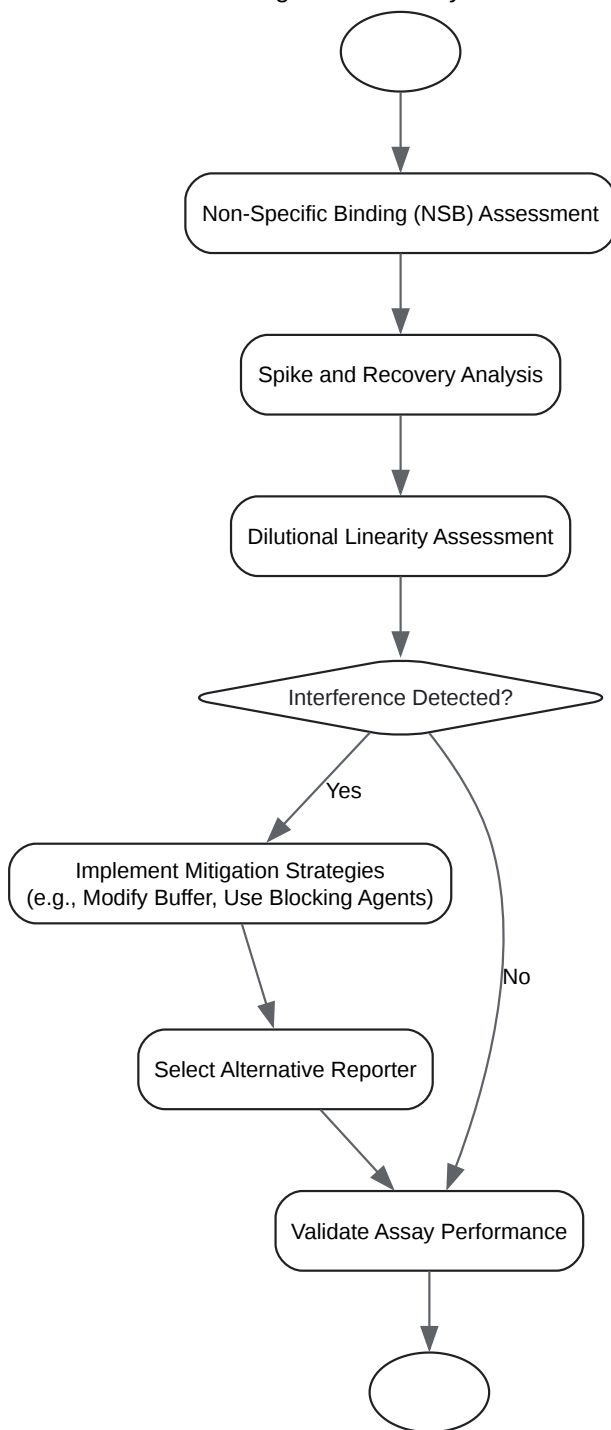 Non-Specific Binding (NSB) Assessment
Spike and Recovery Analysis
Dilutional Linearity Assessment
Interference Detected?
Yes
Implement Mitigation Strategies
(e.g., Modify Buffer, Use Blocking Agents)
No
Select Alternative Reporter
Validate Assay Performance